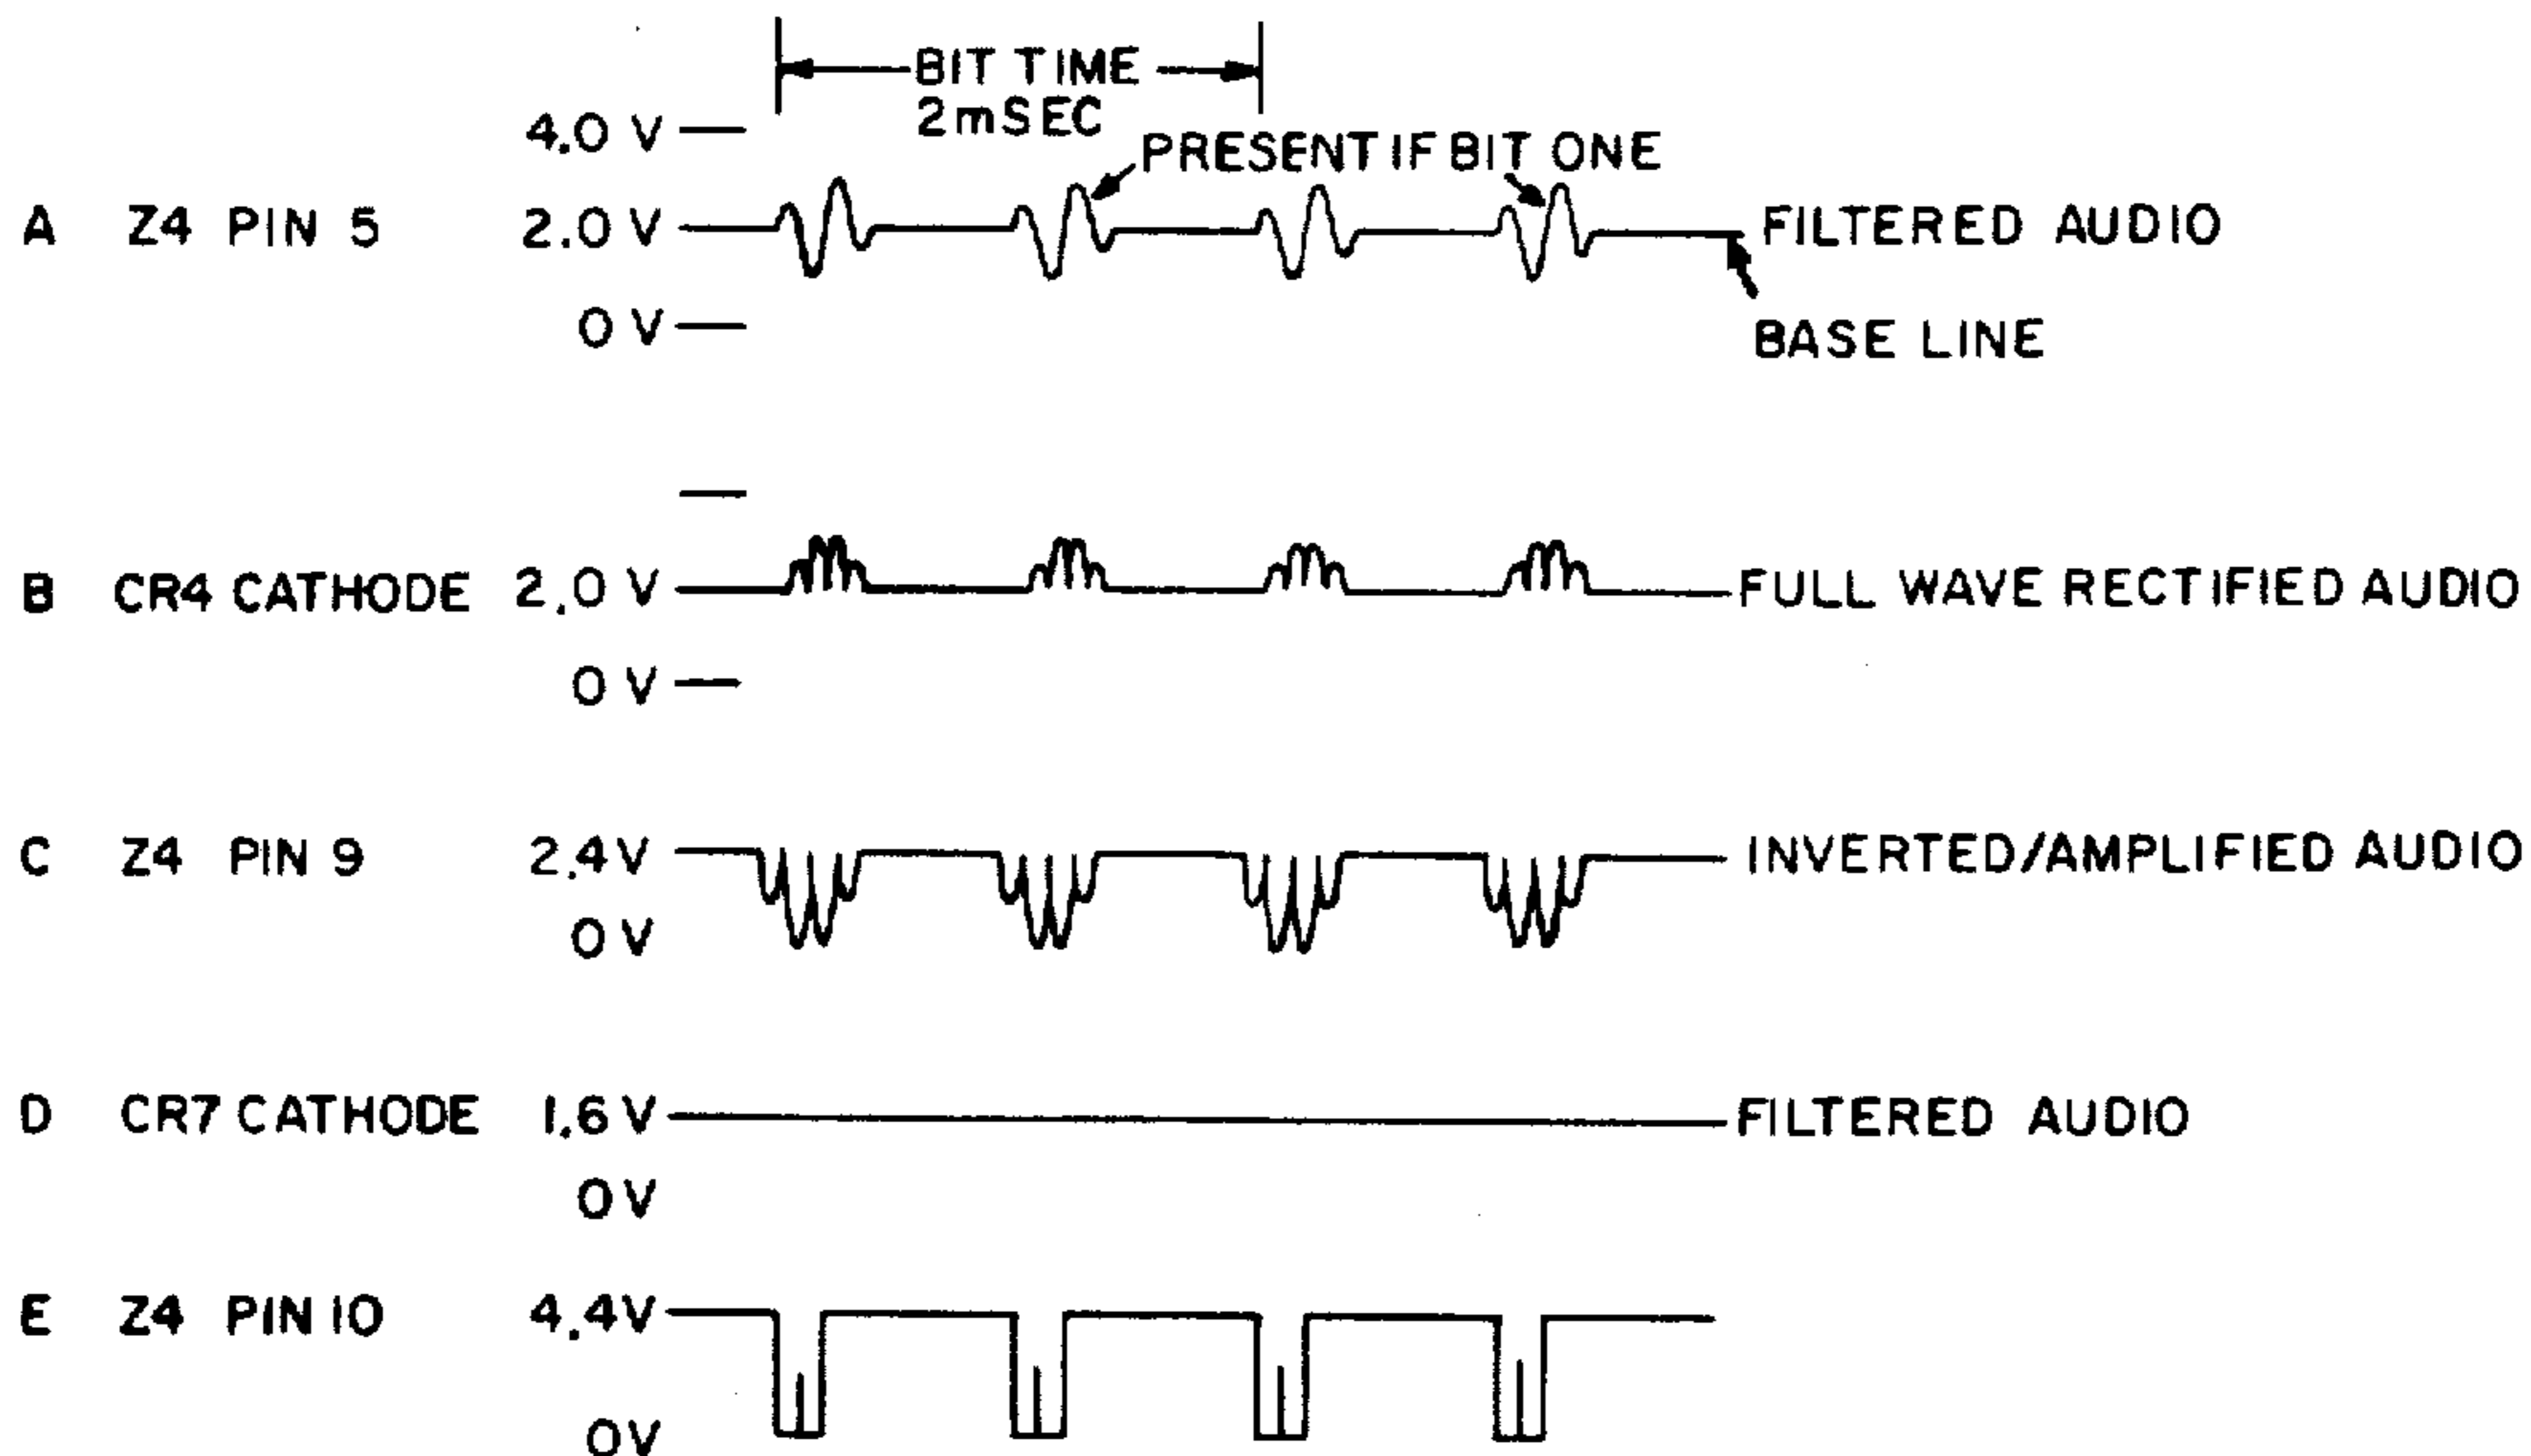 BIT TIME
2mSEC
4.0 V
PRESENT IF BIT ONE
A Z4 PIN 5 2.0 V FILTERED AUDIO
0 V
BASE LINE
B CR4 CATHODE 2.0 V FULL WAVE RECTIFIED AUDIO
0 V
C Z4 PIN 9 2.4V INVERTED/AMPLIFIED AUDIO
0 V
D CR7 CATHODE 1.6 V FILTERED AUDIO
0V
E Z4 PIN 10 4.4V
0V